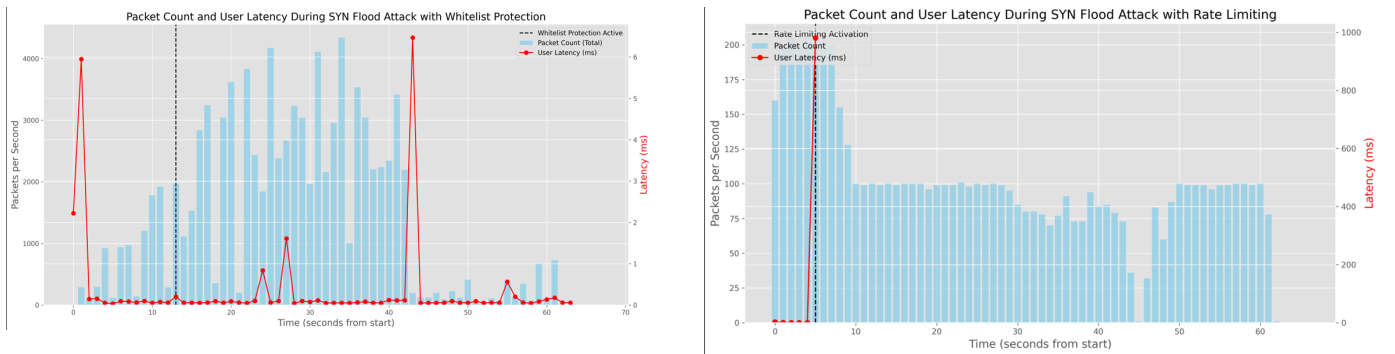 Packet Count and User Latency During SYN Flood Attack with Whitelist Protection
Whitelist Protection Active
Packet Count (Total)
User Latency (ms)
Packets per Second
4000
3000
2000
1000
0
6
5
4
3
2
1
0
Latency (ms)
0 10 20 30 40 50 60 70
Time (seconds from start)
Packet Count and User Latency During SYN Flood Attack with Rate Limiting
Rate Limiting Activation
Packet Count
User Latency (ms)
Packets per Second
200
175
150
125
100
75
50
25
0
1000
800
600
400
200
0
Latency (ms)
0 10 20 30 40 50 60
Time (seconds from start)